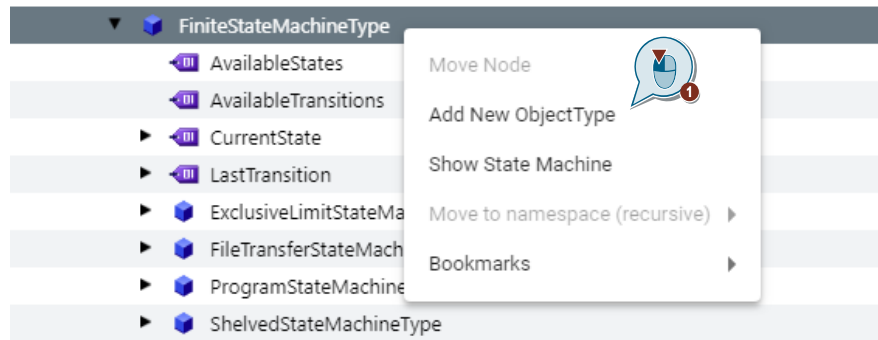 FiniteStateMachineType
AvailableStates
AvailableTransitions
CurrentState
LastTransition
ExclusiveLimitStateMa
FileTransferStateMach
ProgramStateMachine
ShelvedStateMachineType
Move Node
Add New ObjectType
Show State Machine
Move to namespace (recursive)
Bookmarks
1